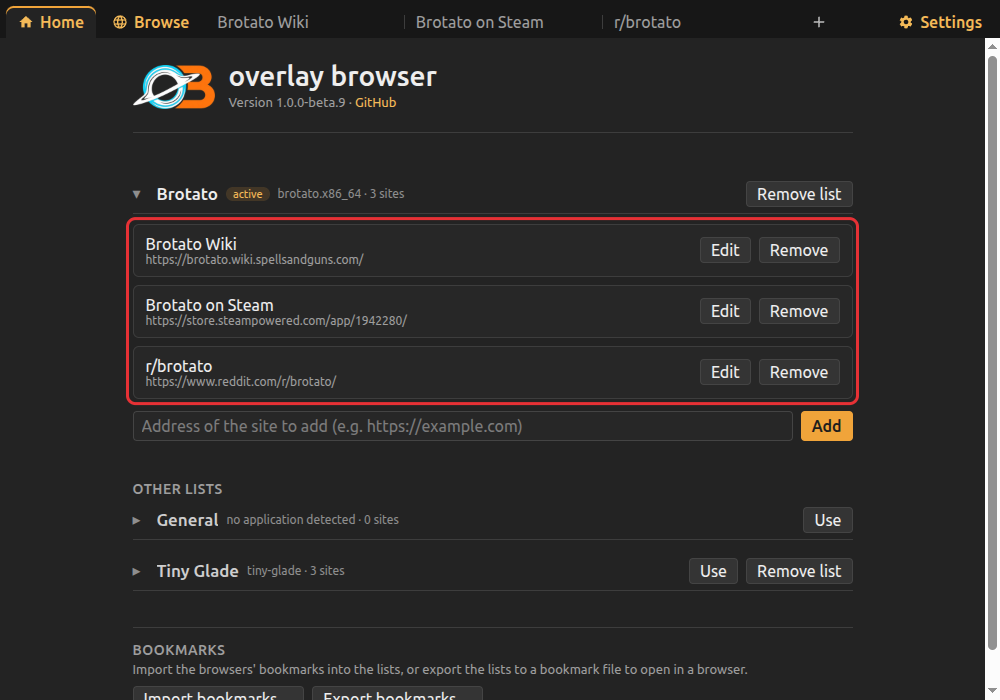 Home Browse Brotato Wiki Brotato on Steam r/brotato + Settings
overlay browser
Version 1.0.0-beta.9 · GitHub
Brotato active brotato.x86_64 · 3 sites Remove list
Brotato Wiki
https://brotato.wiki.spellsandguns.com/
Edit Remove
Brotato on Steam
https://store.steampowered.com/app/1942280/
Edit Remove
r/brotato
https://www.reddit.com/r/brotato/
Edit Remove
Address of the site to add (e.g. https://example.com) Add
OTHER LISTS
General no application detected · 0 sites Use
Tiny Glade tiny-glade · 3 sites Use Remove list
BOOKMARKS
Import the browsers' bookmarks into the lists, or export the lists to a bookmark file to open in a browser.
Import bookmarks Export bookmarks